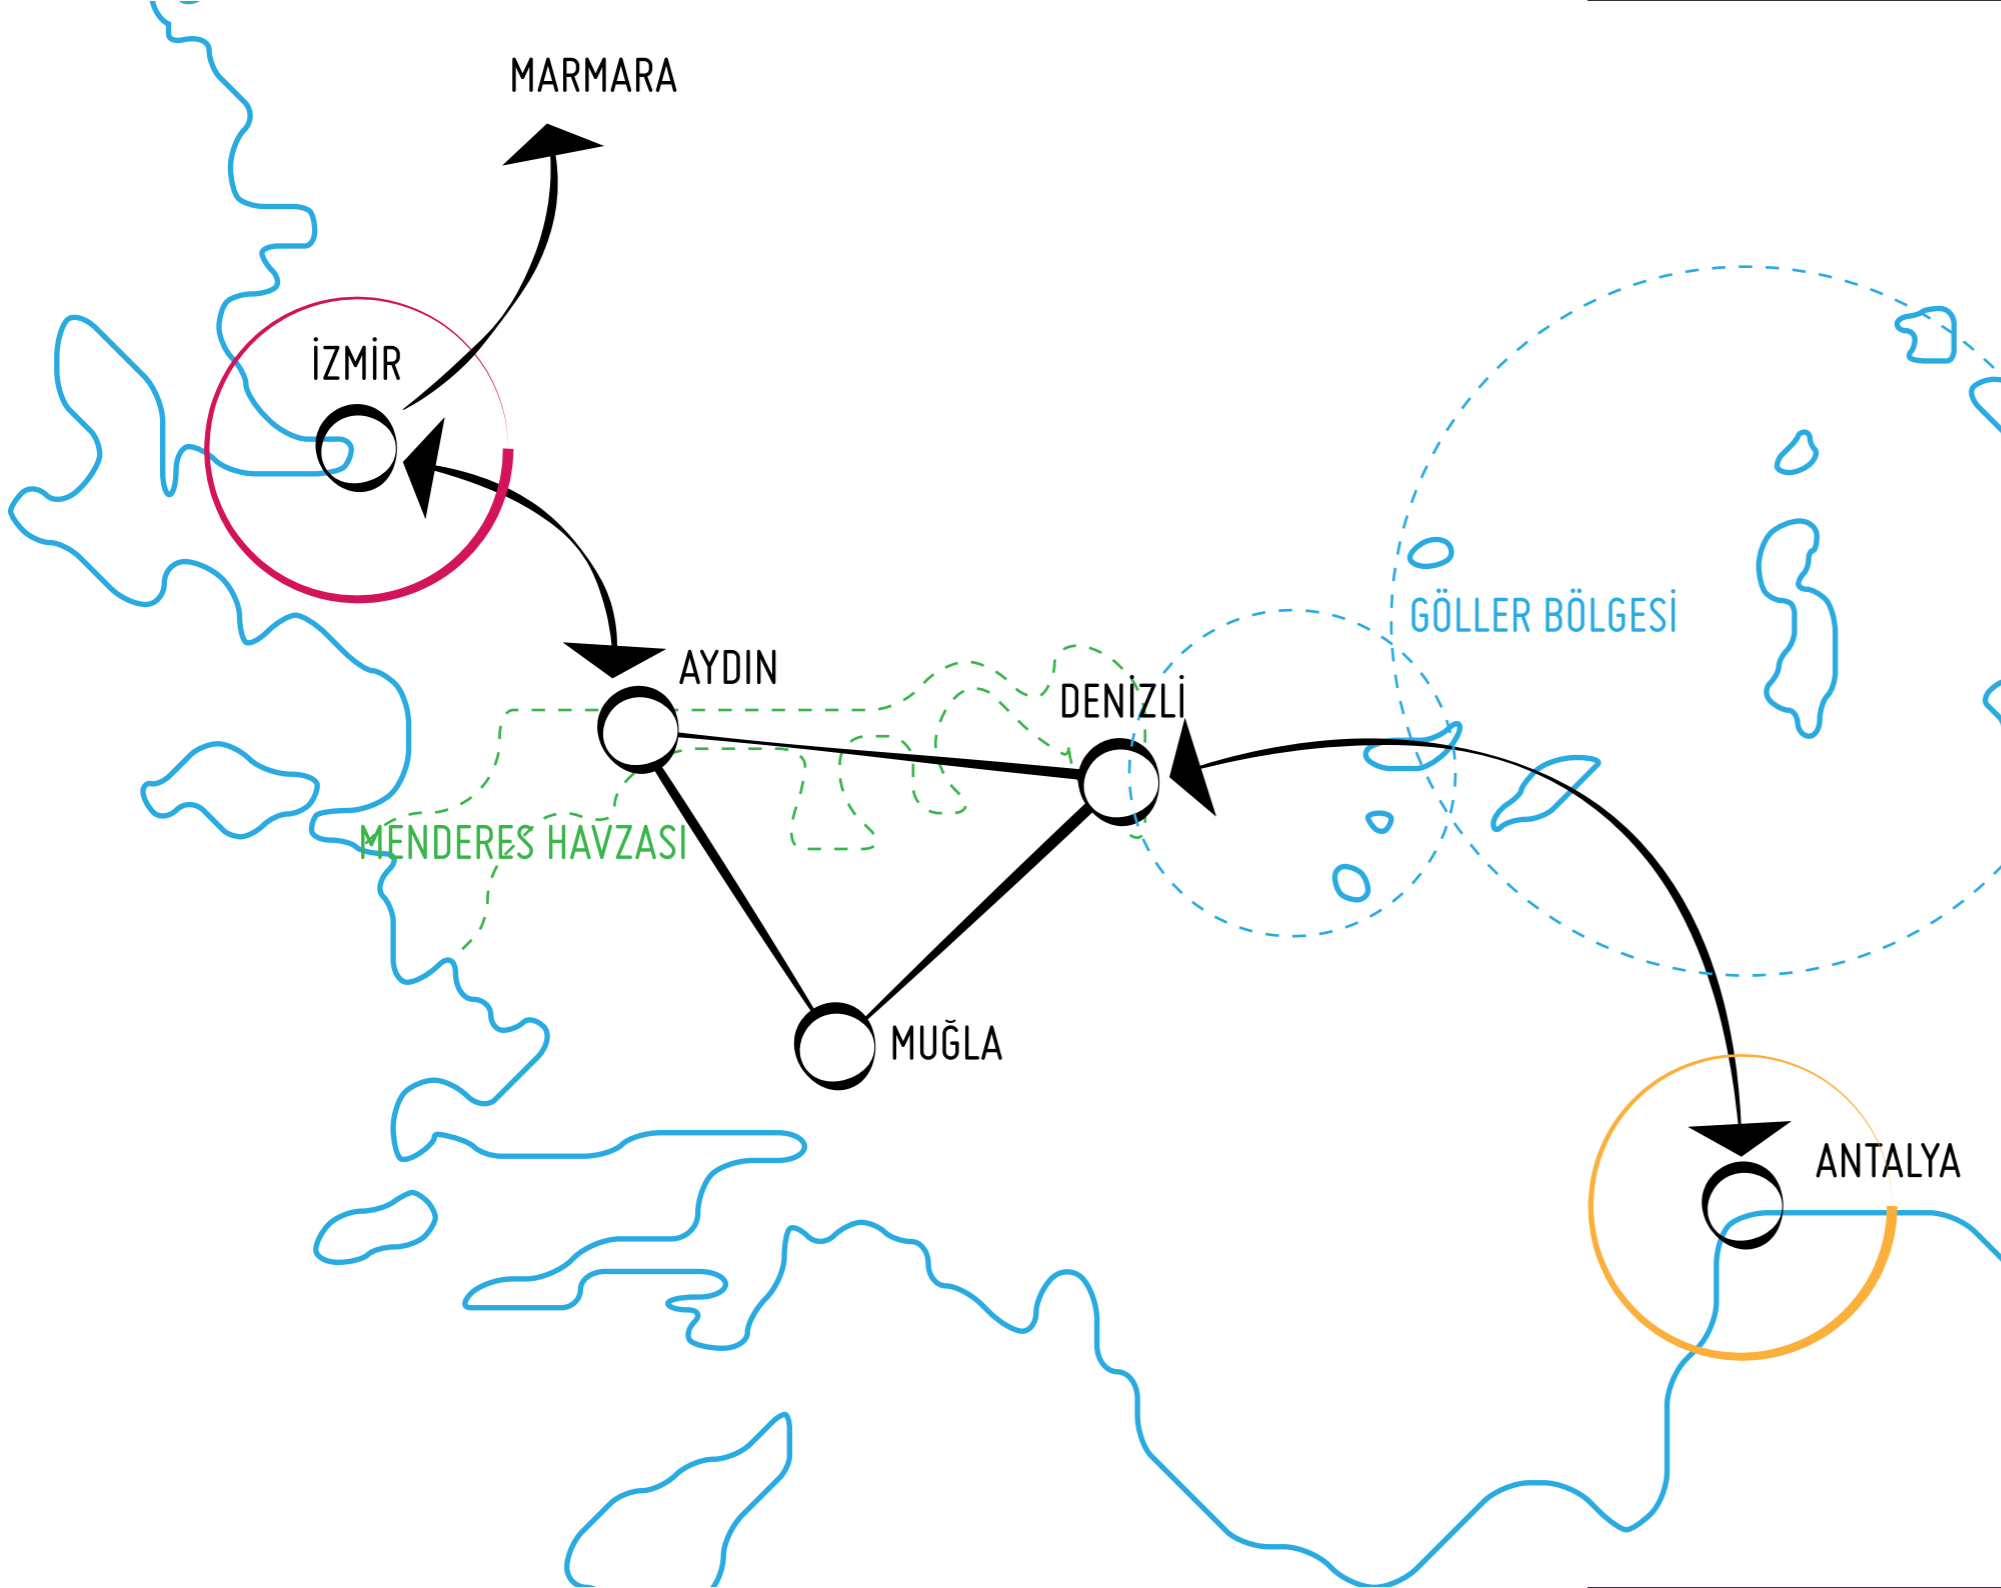 MARMARA
İZMİR
GÖLLER BÖLGESİ
AYDIN
DENİZLİ
MENDERES HAVZASI
MUĞLA
ANTALYA